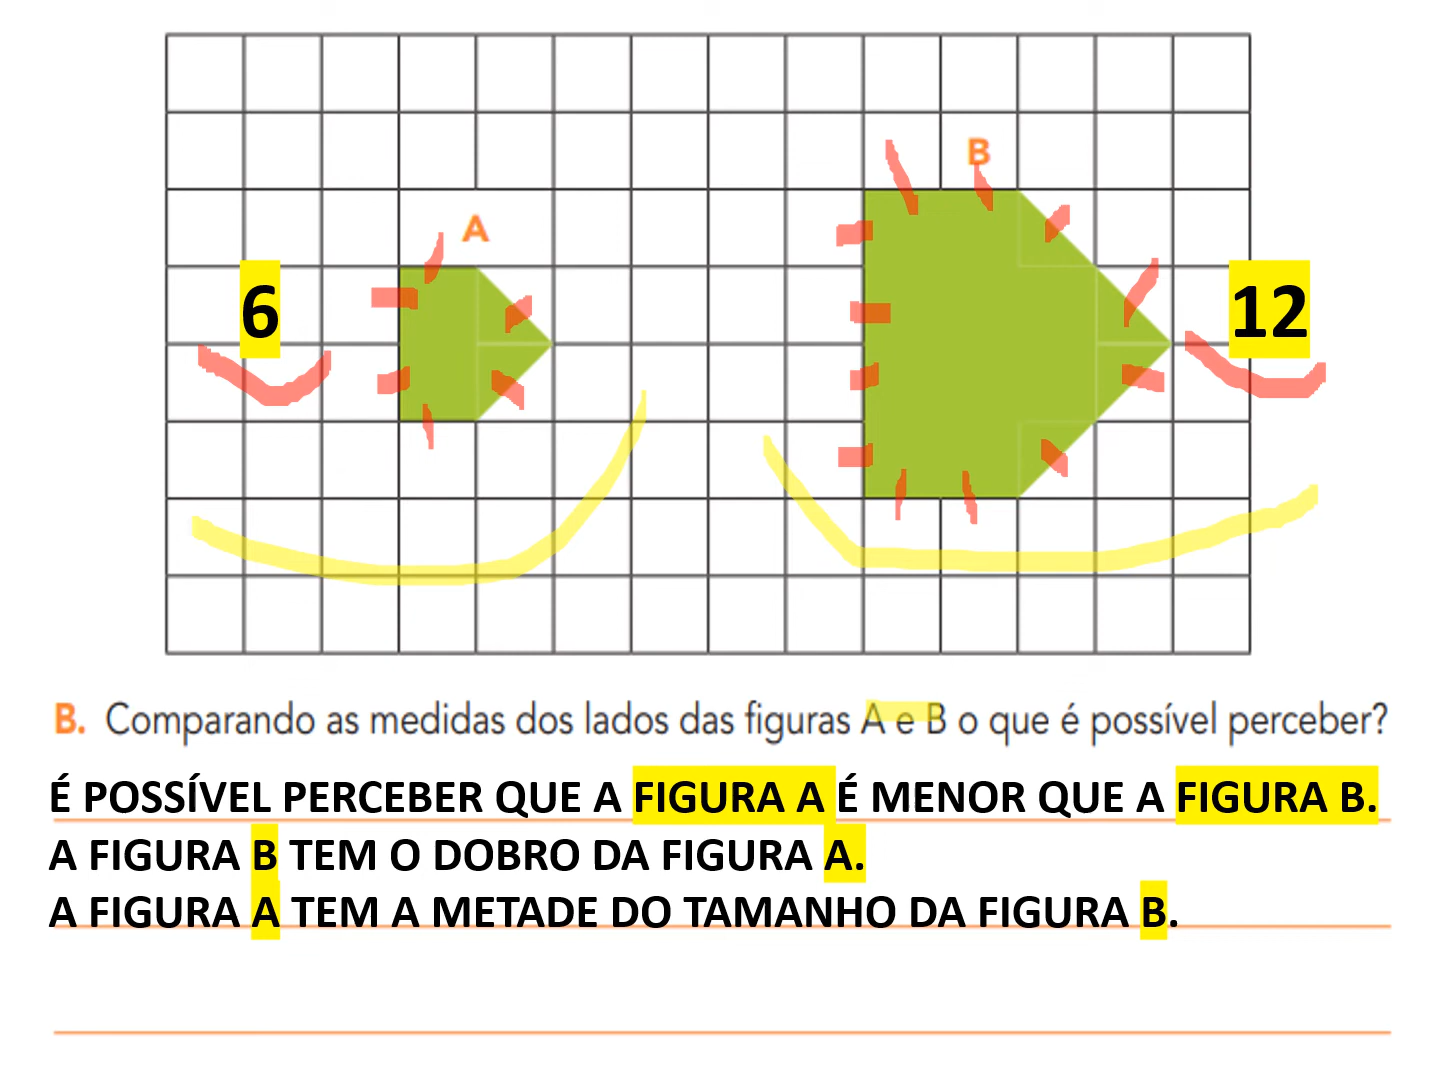 B
A
6
12
B. Comparando as medidas dos lados das figuras A e B o que é possível perceber?
É POSSÍVEL PERCEBER QUE A FIGURA A É MENOR QUE A FIGURA B.
A FIGURA B TEM O DOBRO DA FIGURA A.
A FIGURA A TEM A METADE DO TAMANHO DA FIGURA B.